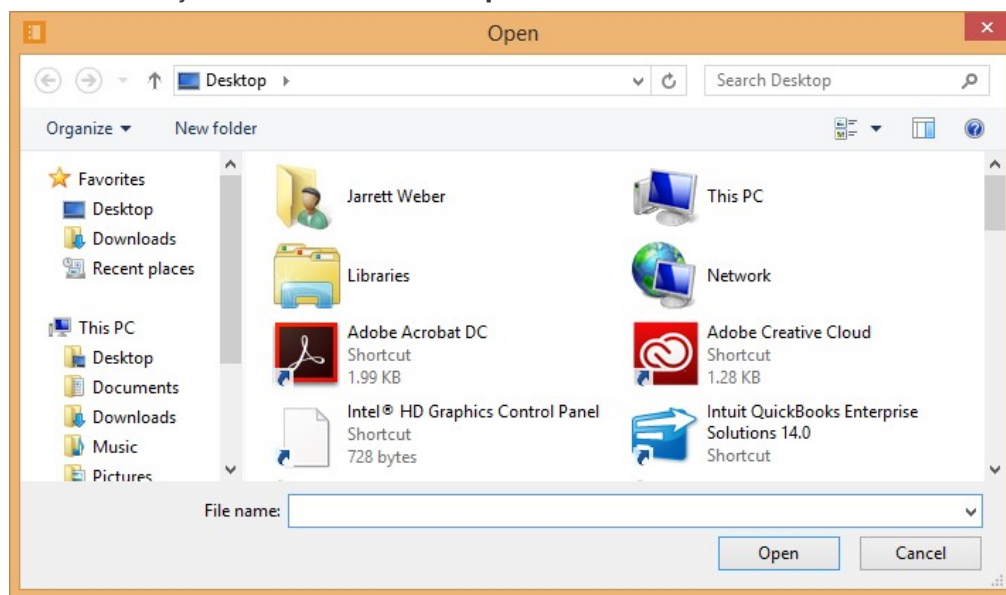 Open
Desktop
Search Desktop
Organize
New folder
Favorites
Desktop
Downloads
Recent places
This PC
Desktop
Documents
Downloads
Music
Pictures
Jarrett Weber
This PC
Libraries
Network
Adobe Acrobat DC
Shortcut
1.99 KB
Adobe Creative Cloud
Shortcut
1.28 KB
Intel® HD Graphics Control Panel
Shortcut
728 bytes
Intuit QuickBooks Enterprise
Solutions 14.0
Shortcut
File name:
Open
Cancel